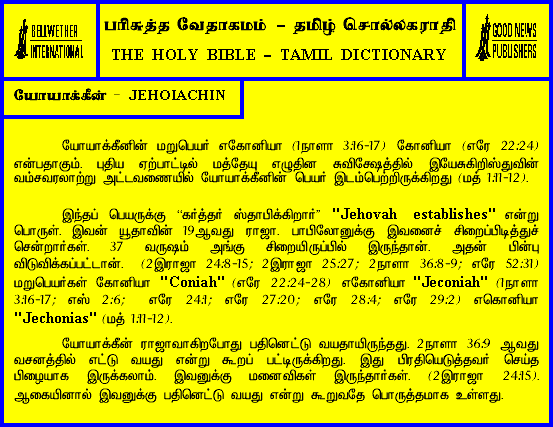 BELLWETHER
INTERNATIONAL
பரிசுத்த வேதாகமம் - தமிழ் சொல்லகராதி
THE HOLY BIBLE - TAMIL DICTIONARY
GOOD NEWS
PUBLISHERS
யோயாக்கீன் - JEHOIACHIN
யோயாக்கீனின் மறுபெயர் எகோனியா (1நாளா 3:16-17) கோனியா (எரே 22:24)
என்பதாகும். புதிய ஏற்பாட்டில் மத்தேயு எழுதின சுவிசேஷத்தில் இயேசுகிறிஸ்துவின்
வம்சவரலாற்று அட்டவணையில் யோயாக்கீனின் பெயர் இடம்பெற்றிருக்கிறது (மத் 1:11-12).
இந்தப் பெயருக்கு "கர்த்தர் ஸ்தாபிக்கிறார்" "Jehovah establishes" என்று
பொருள். இவன் யூதாவின் 19ஆவது ராஜா. பாபிலோனுக்கு இவனைச் சிறைப்பிடித்துச்
சென்றார்கள். 37 வருஷம் அங்கு சிறையிருப்பில் இருந்தான். அதன் பின்பு
விடுவிக்கப்பட்டான். (2இராஜா 24:8-15; 2இராஜா 25:27; 2நாளா 36:8-9; எரே 52:31)
மறுபெயர்கள் கோனியா "Coniah" (எரே 22:24-28) எகோனியா "Jeconiah" (1நாளா
3:16-17; எஸ் 2:6; எரே 24:1; எரே 27:20; எரே 28:4; எரே 29:2) எகொனியா
"Jechonias" (மத் 1:11-12).
யோயாக்கீன் ராஜாவாகிறபோது பதினெட்டு வயதாயிருந்தது. 2நாளா 36:9 ஆவது
வசனத்தில் எட்டு வயது என்று கூறப் பட்டிருக்கிறது. இது பிரதியெடுத்தவர் செய்த
பிழையாக இருக்கலாம். இவனுக்கு மனைவிகள் இருந்தார்கள். (2இராஜா 24:15).
ஆகையினால் இவனுக்கு பதினெட்டு வயது என்று கூறுவதே பொருத்தமாக உள்ளது.